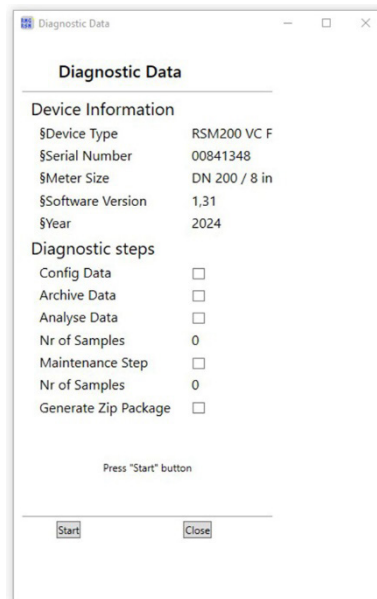 Diagnostic Data
Diagnostic Data
Device Information
§Device Type RSM200 VC F
§Serial Number 00841348
§Meter Size DN 200 / 8 in
§Software Version 1,31
§Year 2024
Diagnostic steps
Config Data
Archive Data
Analyse Data
Nr of Samples 0
Maintenance Step
Nr of Samples 0
Generate Zip Package
Press "Start" button
Start Close